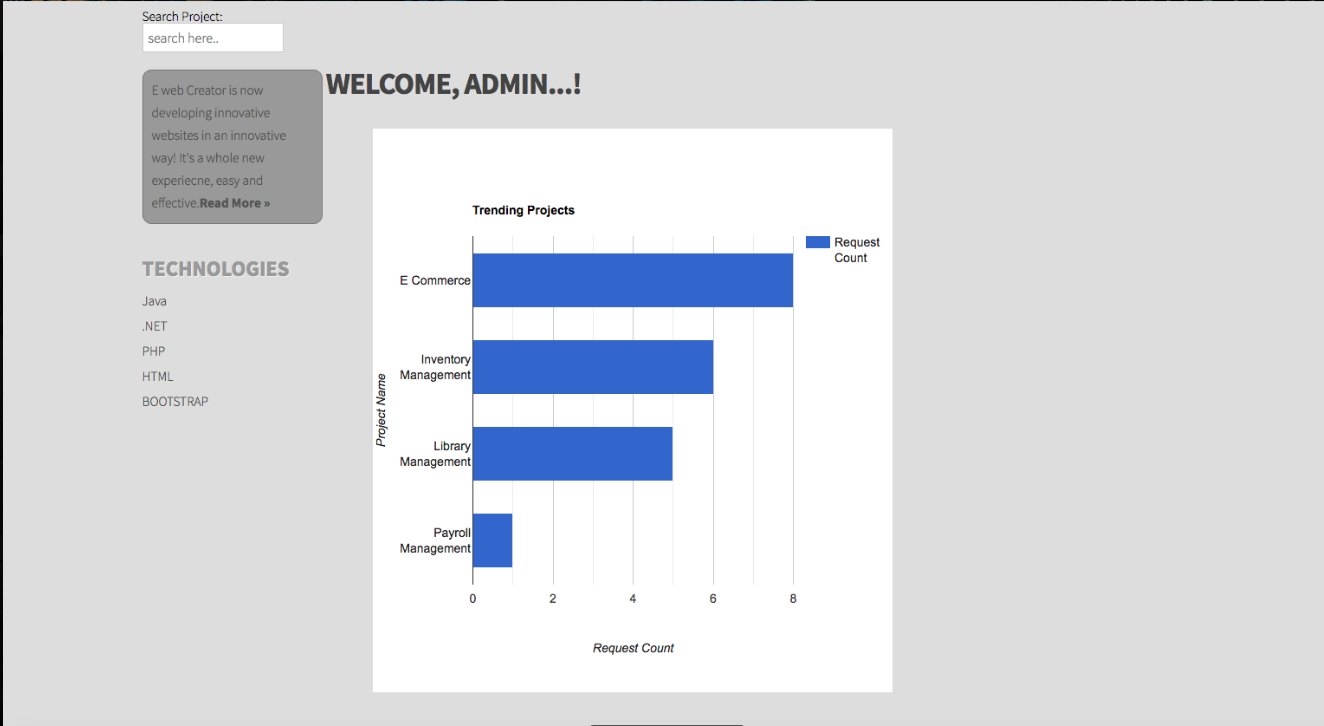 Search Project:
search here..
E web Creator is now
developing innovative
websites in an innovative
way! It's a whole new
experiecne, easy and
effective.Read More »
TECHNOLOGIES
Java
.NET
PHP
HTML
BOOTSTRAP
WELCOME, ADMIN...!
Trending Projects
Request
Count
Project Name
E Commerce
Inventory
Management
Library
Management
Payroll
Management
0 2 4 6 8
Request Count